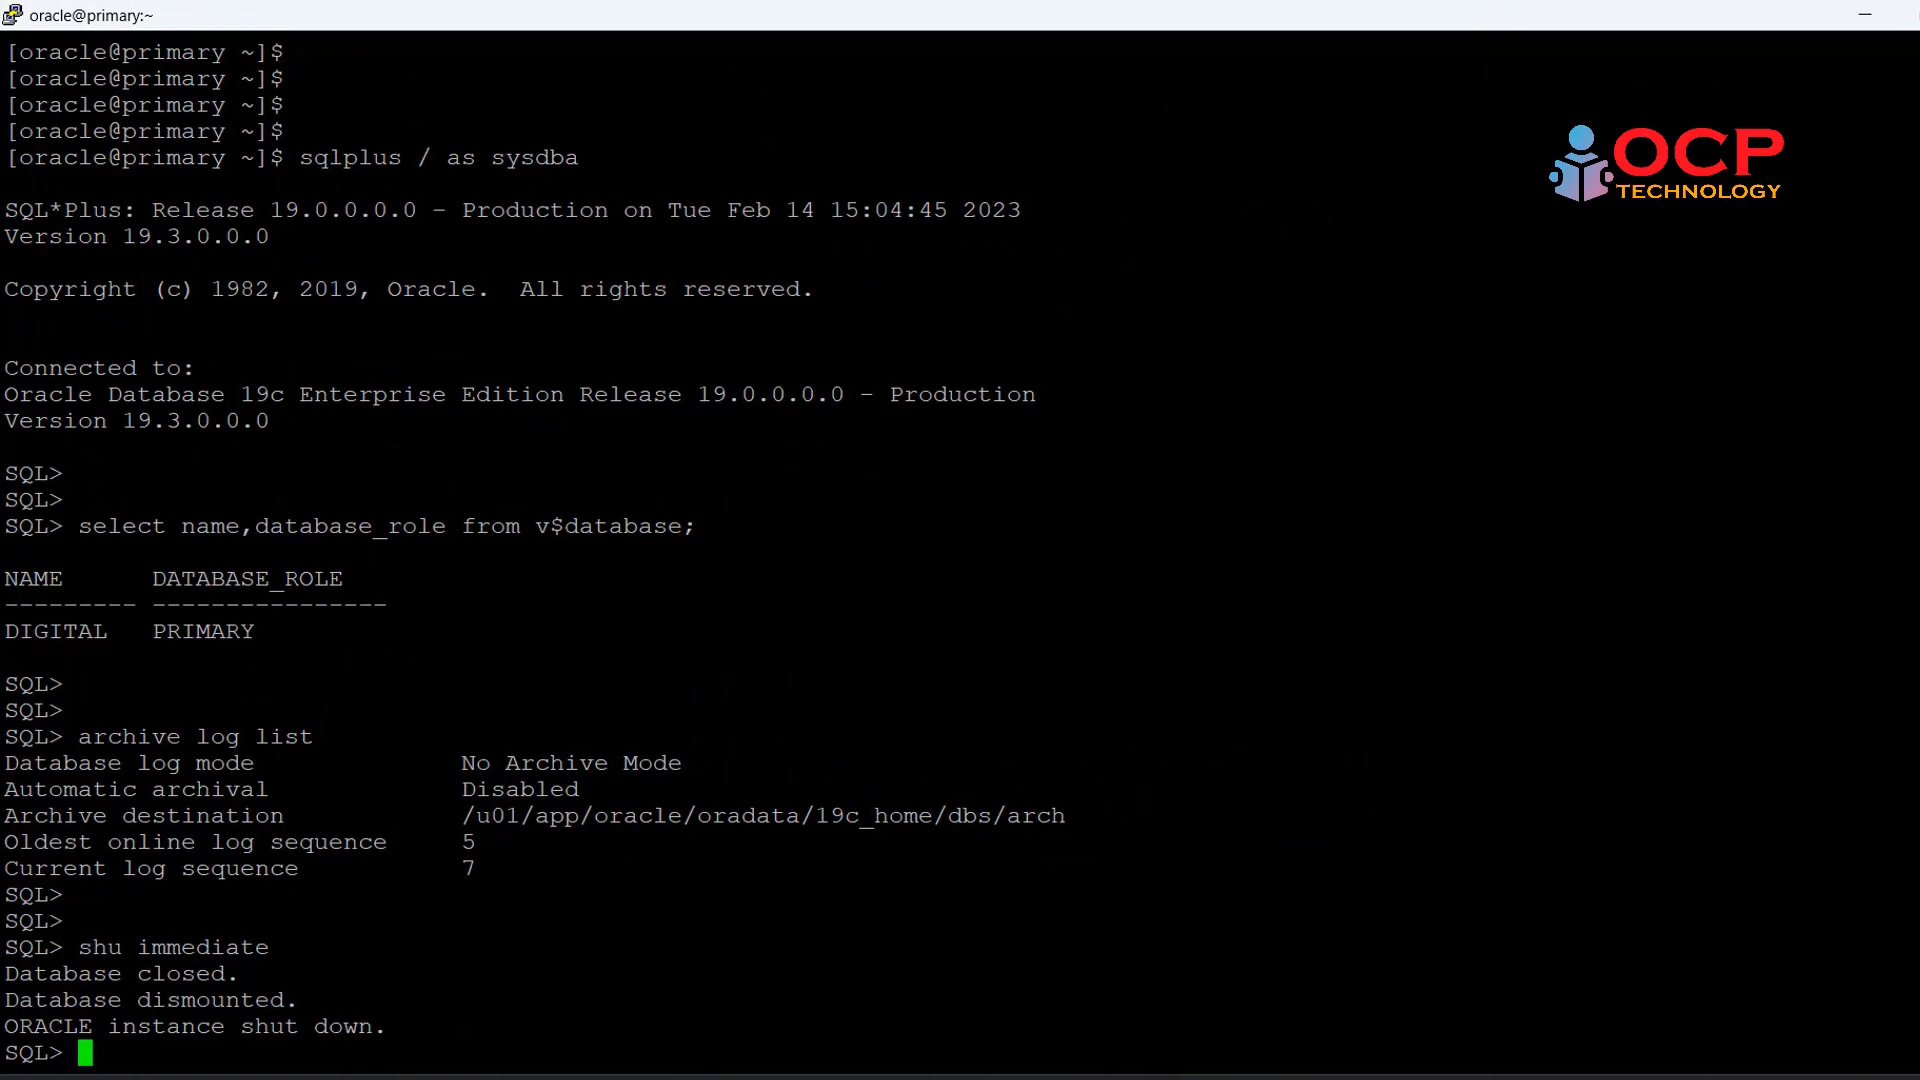 oracle@primary:~
[oracle@primary ~]$
[oracle@primary ~]$
[oracle@primary ~]$
[oracle@primary ~]$
[oracle@primary ~]$ sqlplus / as sysdba
OCP
TECHNOLOGY
SQL*Plus: Release 19.0.0.0.0 - Production on Tue Feb 14 15:04:45 2023
Version 19.3.0.0.0
Copyright (c) 1982, 2019, Oracle.  All rights reserved.
Connected to:
Oracle Database 19c Enterprise Edition Release 19.0.0.0.0 - Production
Version 19.3.0.0.0
SQL>
SQL>
SQL> select name,database_role from v$database;
NAME      DATABASE_ROLE
--------- ----------------
DIGITAL   PRIMARY
SQL>
SQL>
SQL> archive log list
Database log mode              No Archive Mode
Automatic archival             Disabled
Archive destination            /u01/app/oracle/oradata/19c_home/dbs/arch
Oldest online log sequence     5
Current log sequence           7
SQL>
SQL>
SQL> shu immediate
Database closed.
Database dismounted.
ORACLE instance shut down.
SQL>